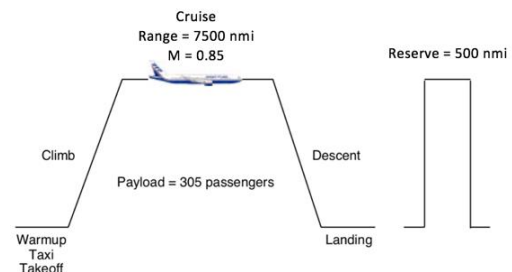 Cruise
Range = 7500 nmi
M = 0.85
Reserve = 500 nmi
Climb
Descent
Payload = 305 passengers
Warmup
Taxi
Takeoff
Landing